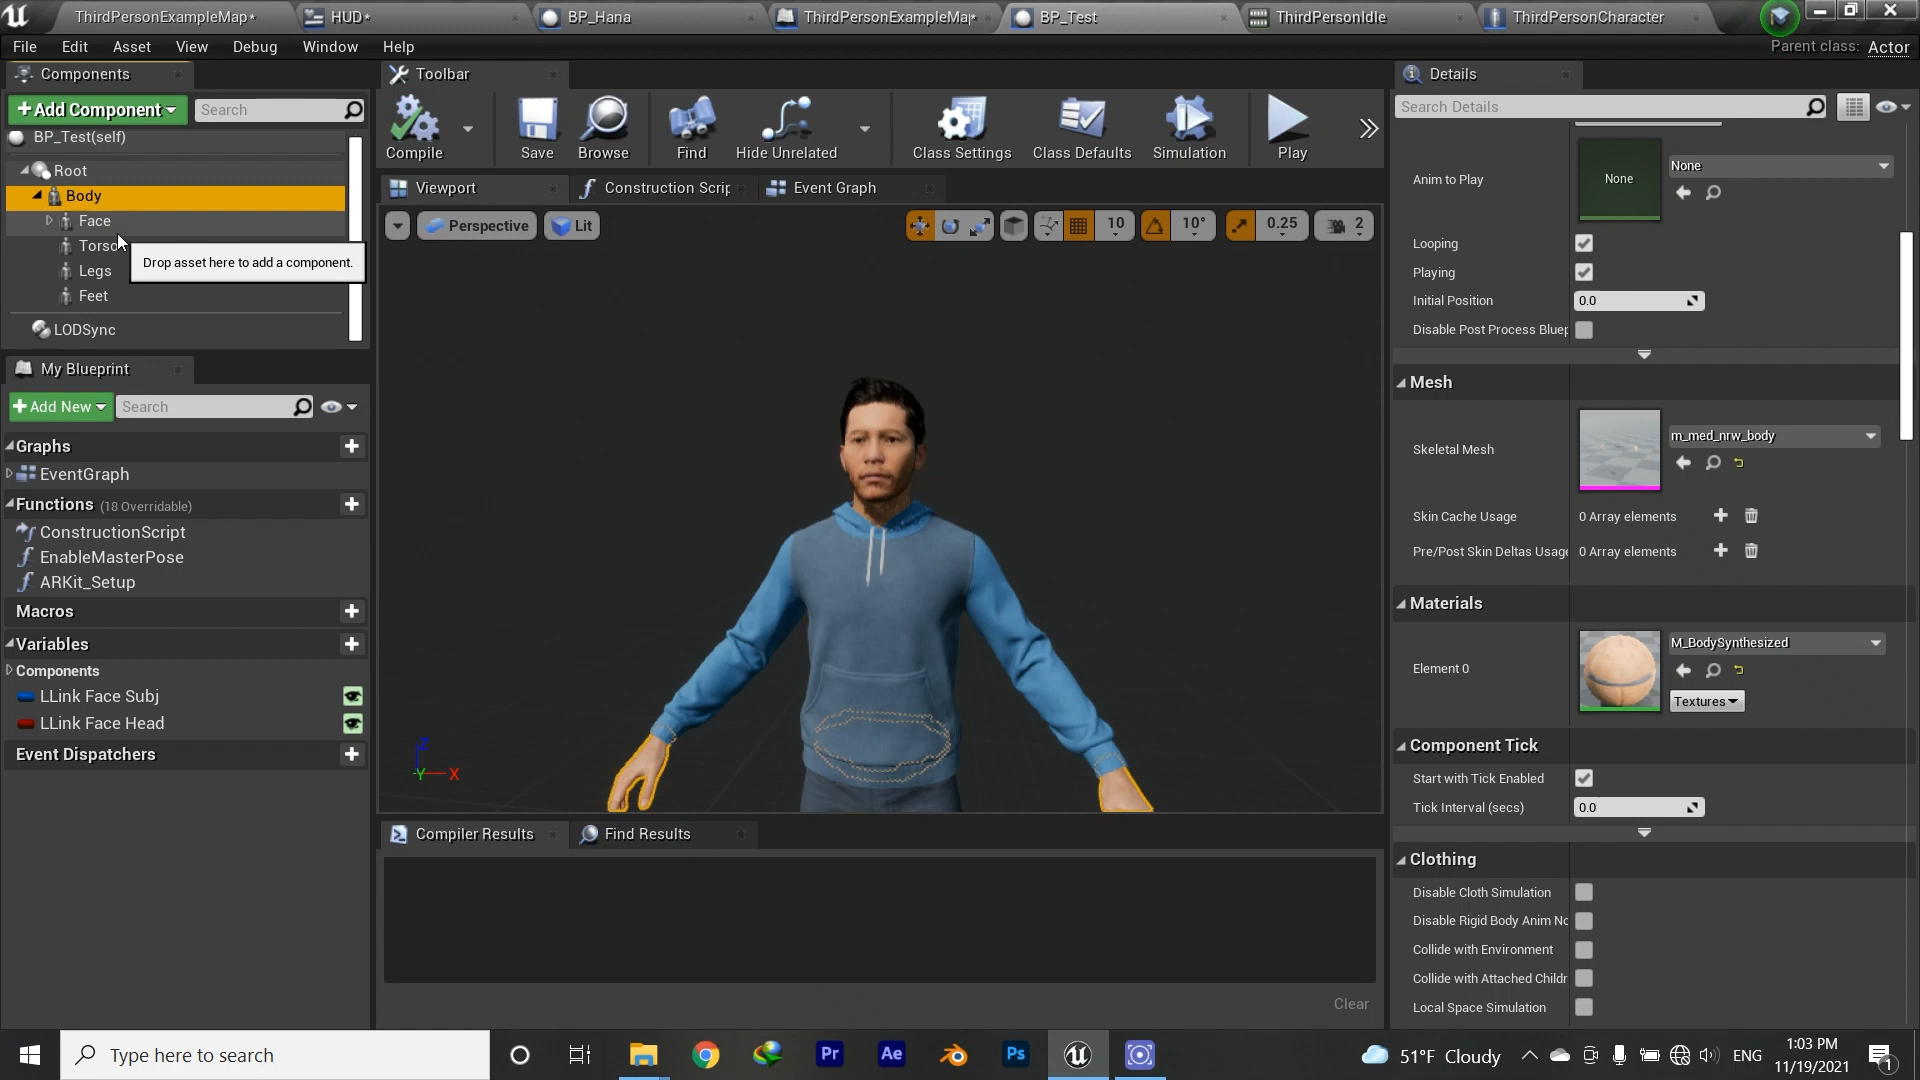 ThirdPersonExampleMap*
HUD*
BP_Hana
ThirdPersonExampleMap*
BP_Test
ThirdPersonIdle
ThirdPersonCharacter
File Edit Asset View Debug Window Help
Parent class: Actor
Components
Add Component
Search
BP_Test(self)
Root
Body
Face
Torso
Drop asset here to add a component.
Legs
Feet
LODSync
My Blueprint
Add New
Search
Graphs
EventGraph
Functions (18 Overridable)
ConstructionScript
EnableMasterPose
ARKit_Setup
Macros
Variables
Components
LLink Face Subj
LLink Face Head
Event Dispatchers
Toolbar
Compile
Save
Browse
Find
Hide Unrelated
Class Settings
Class Defaults
Simulation
Play
Viewport
Construction Scrip
Event Graph
Perspective
Lit
10
10°
0.25
2
Z
Y X
Compiler Results
Find Results
Clear
Details
Search Details
Anim to Play
None
None
Looping
Playing
Initial Position
0.0
Disable Post Process Bluep
Mesh
Skeletal Mesh
m_med_nrw_body
Skin Cache Usage
0 Array elements
Pre/Post Skin Deltas Usage
0 Array elements
Materials
Element 0
M_BodySynthesized
Textures
Component Tick
Start with Tick Enabled
Tick Interval (secs)
0.0
Clothing
Disable Cloth Simulation
Disable Rigid Body Anim No
Collide with Environment
Collide with Attached Childr
Local Space Simulation
Type here to search
Pr
Ae
Ps
51°F Cloudy
ENG
1:03 PM
11/19/2021
1